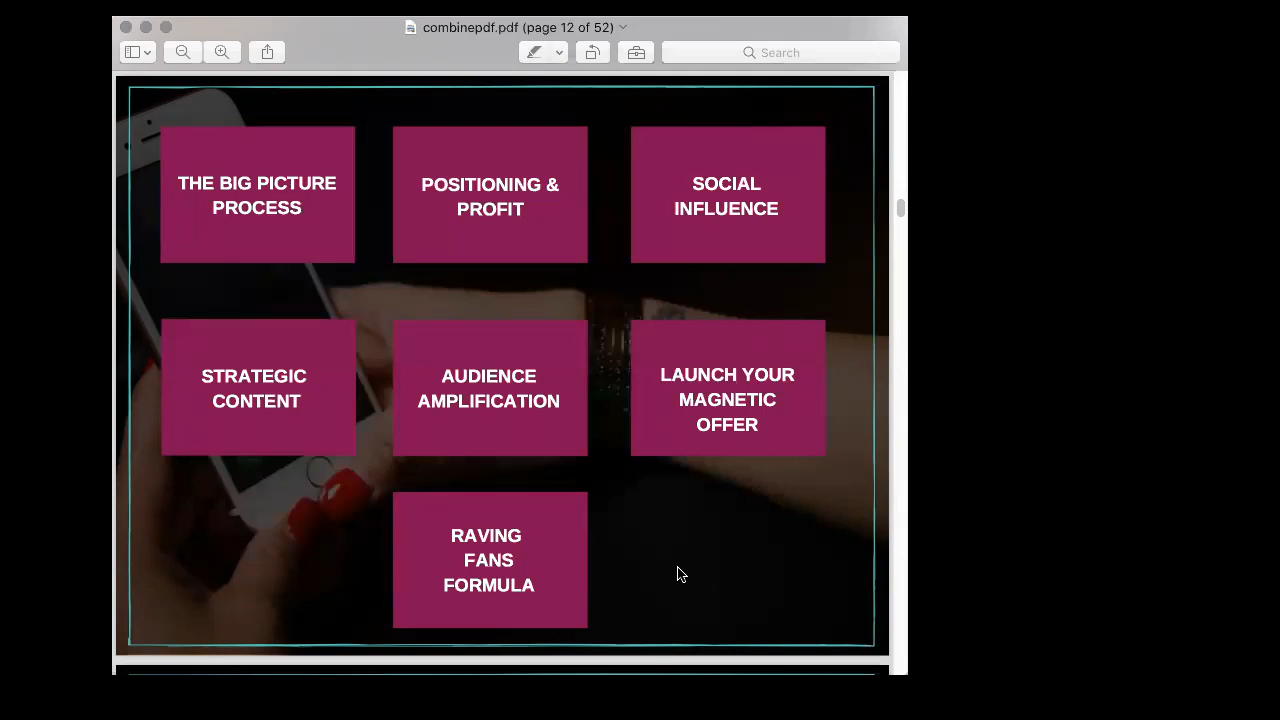 combinepdf.pdf (page 12 of 52)
Search
THE BIG PICTURE
PROCESS
POSITIONING &
PROFIT
SOCIAL
INFLUENCE
STRATEGIC
CONTENT
AUDIENCE
AMPLIFICATION
LAUNCH YOUR
MAGNETIC
OFFER
RAVING
FANS
FORMULA